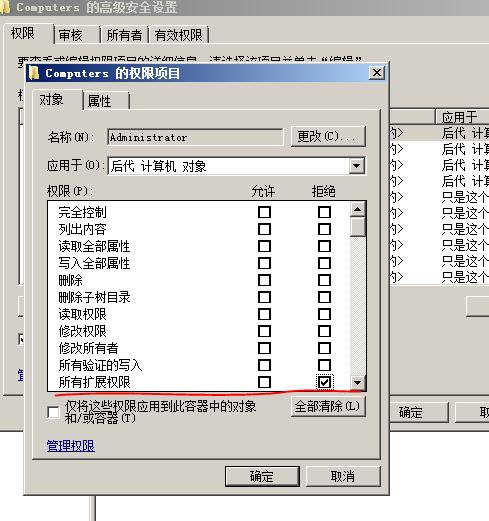 Computers 的高级安全设置
权限 审核 所有者 有效权限
要查看或编辑权限项目的详细信息，请选择该项目并单击“编辑”
Computers 的权限项目
对象 属性
名称(N): Administrator 更改(C)...
应用于(O): 后代 计算机 对象
权限(P): 允许 拒绝
完全控制
列出内容
读取全部属性
写入全部属性
删除
删除子树目录
读取权限
修改权限
修改所有者
所有验证的写入
所有扩展权限
仅将这些权限应用到此容器中的对象
和/或容器(T)
全部清除(L)
管理权限
确定 取消
应用于
的> 后代 计
的> 后代 计
的> 后代 计
的> 后代 计
的> 只是这个
的> 只是这个
的> 只是这个
的> 只是这个
的> 只是这个
确定